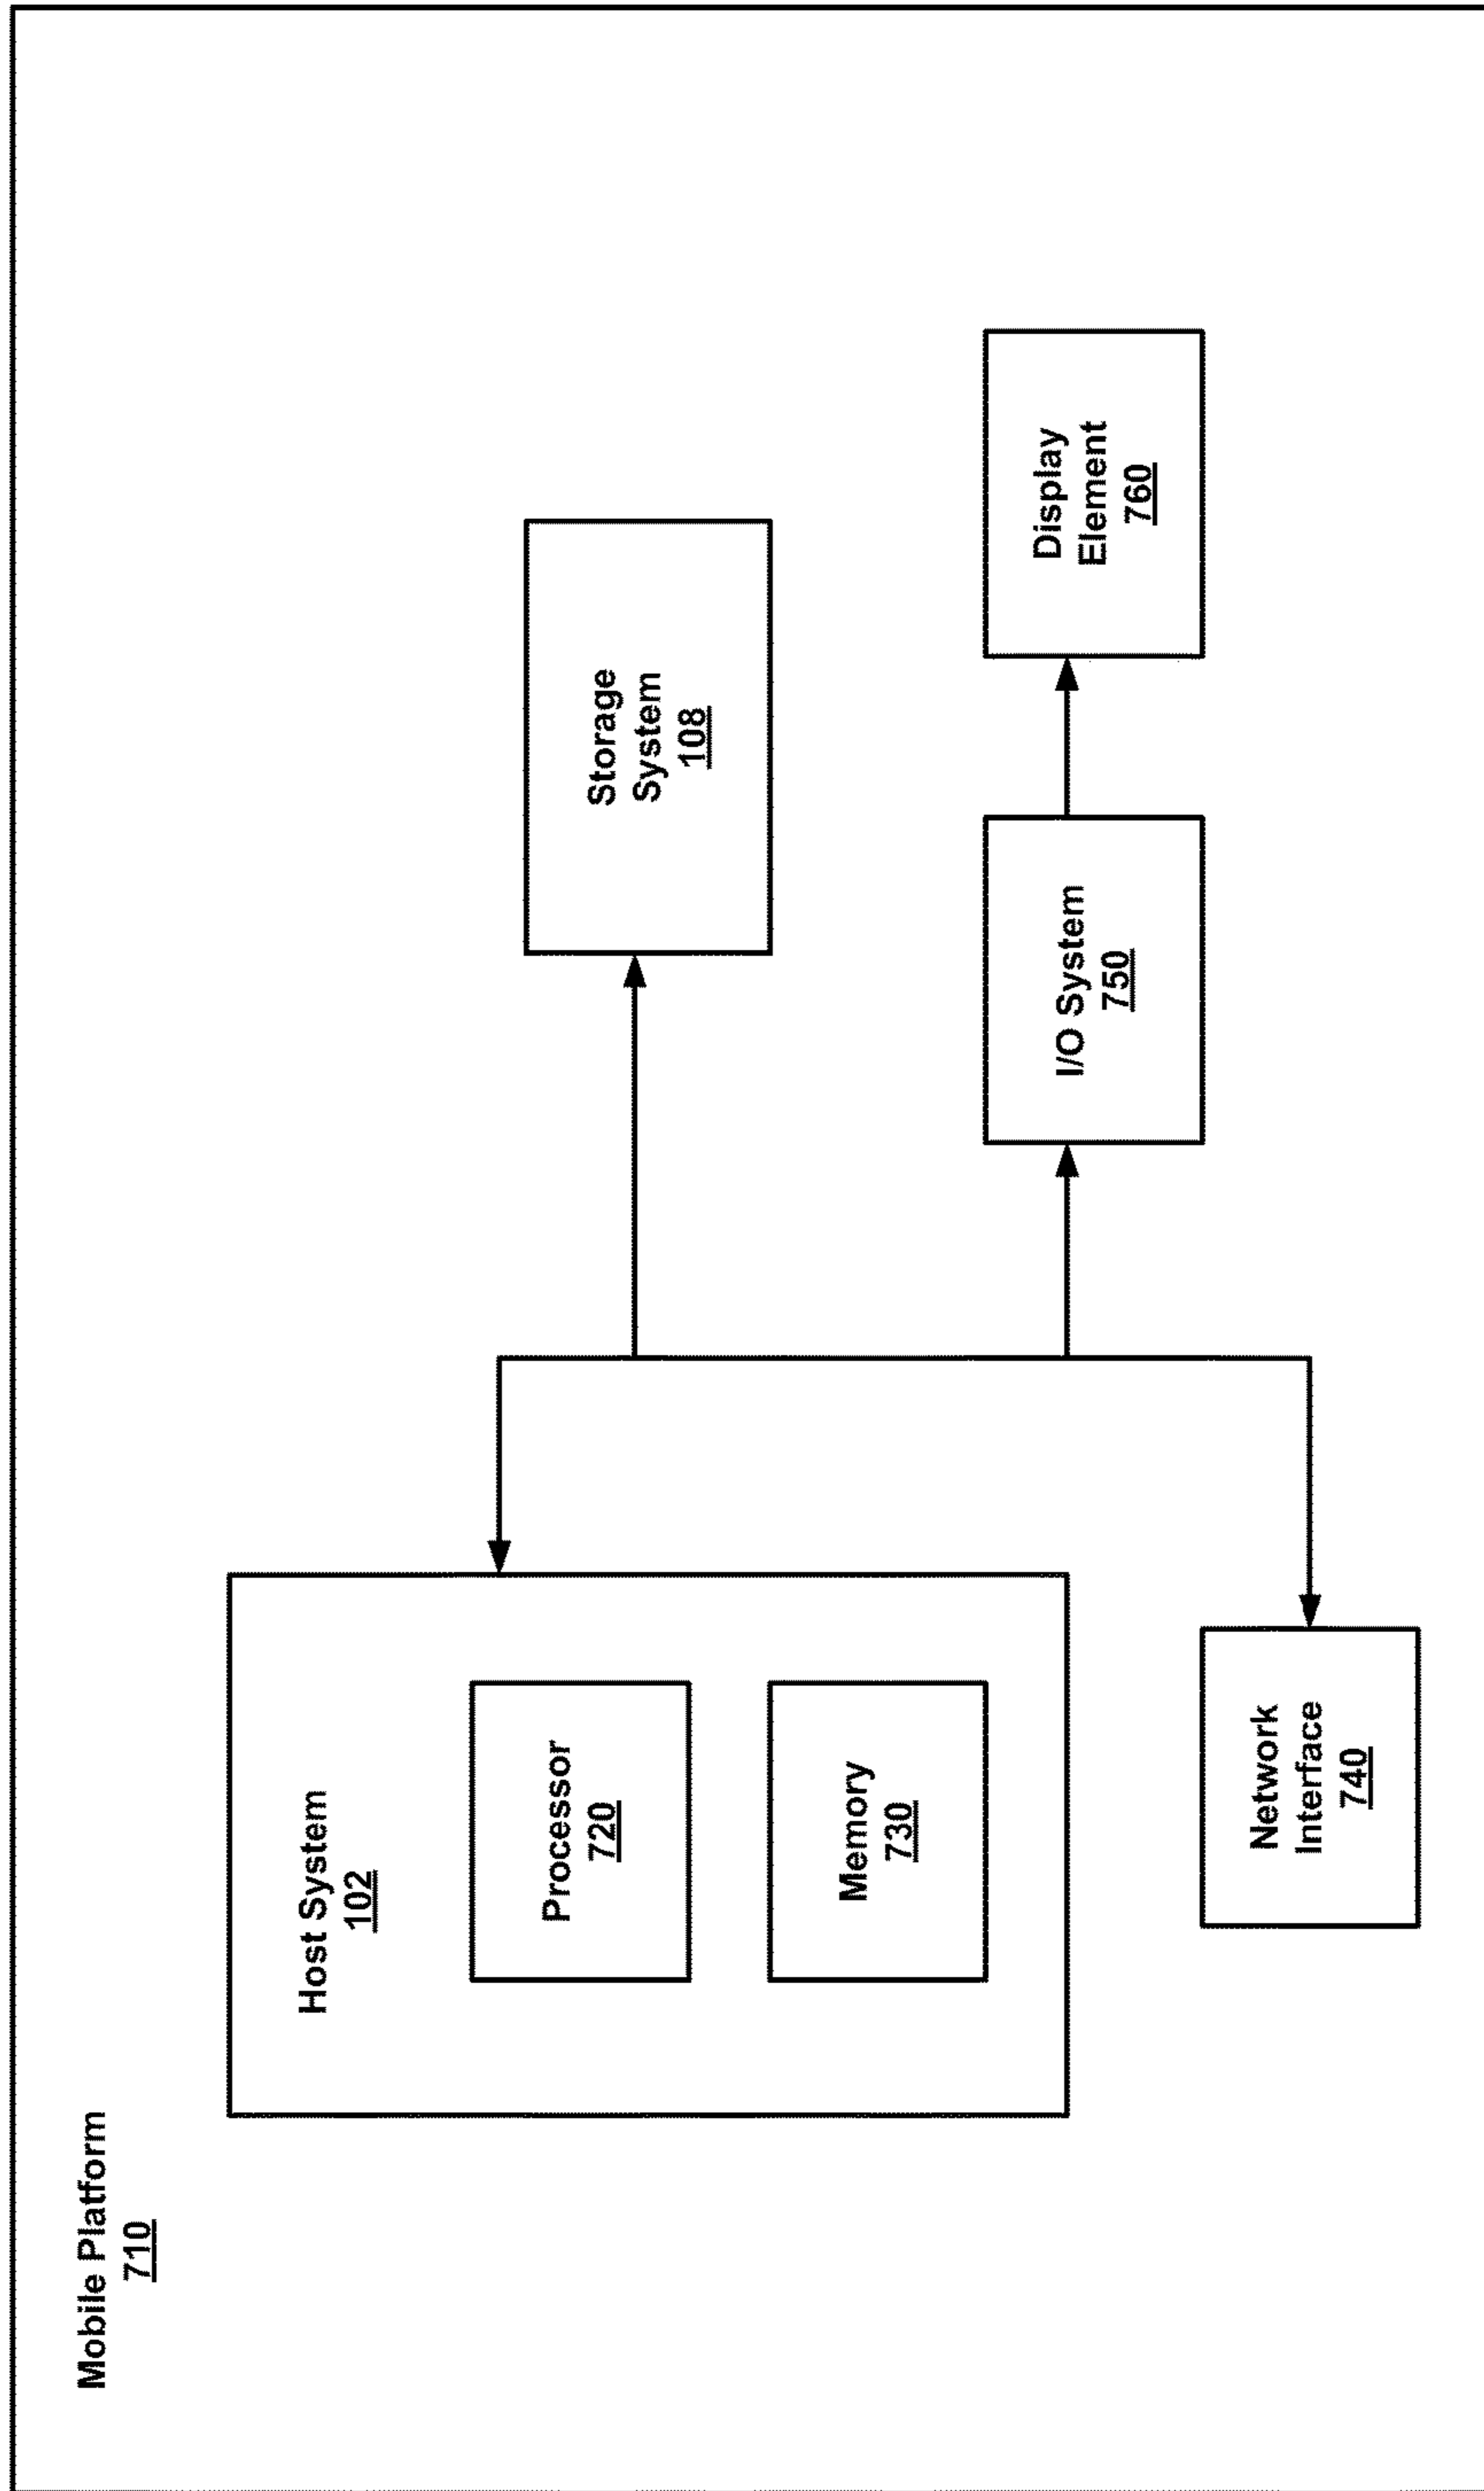 Mobile Platform
710
Host System
102
Processor
720
Memory
730
Network
Interface
740
Storage
System
108
I/O System
750
Display
Element
760